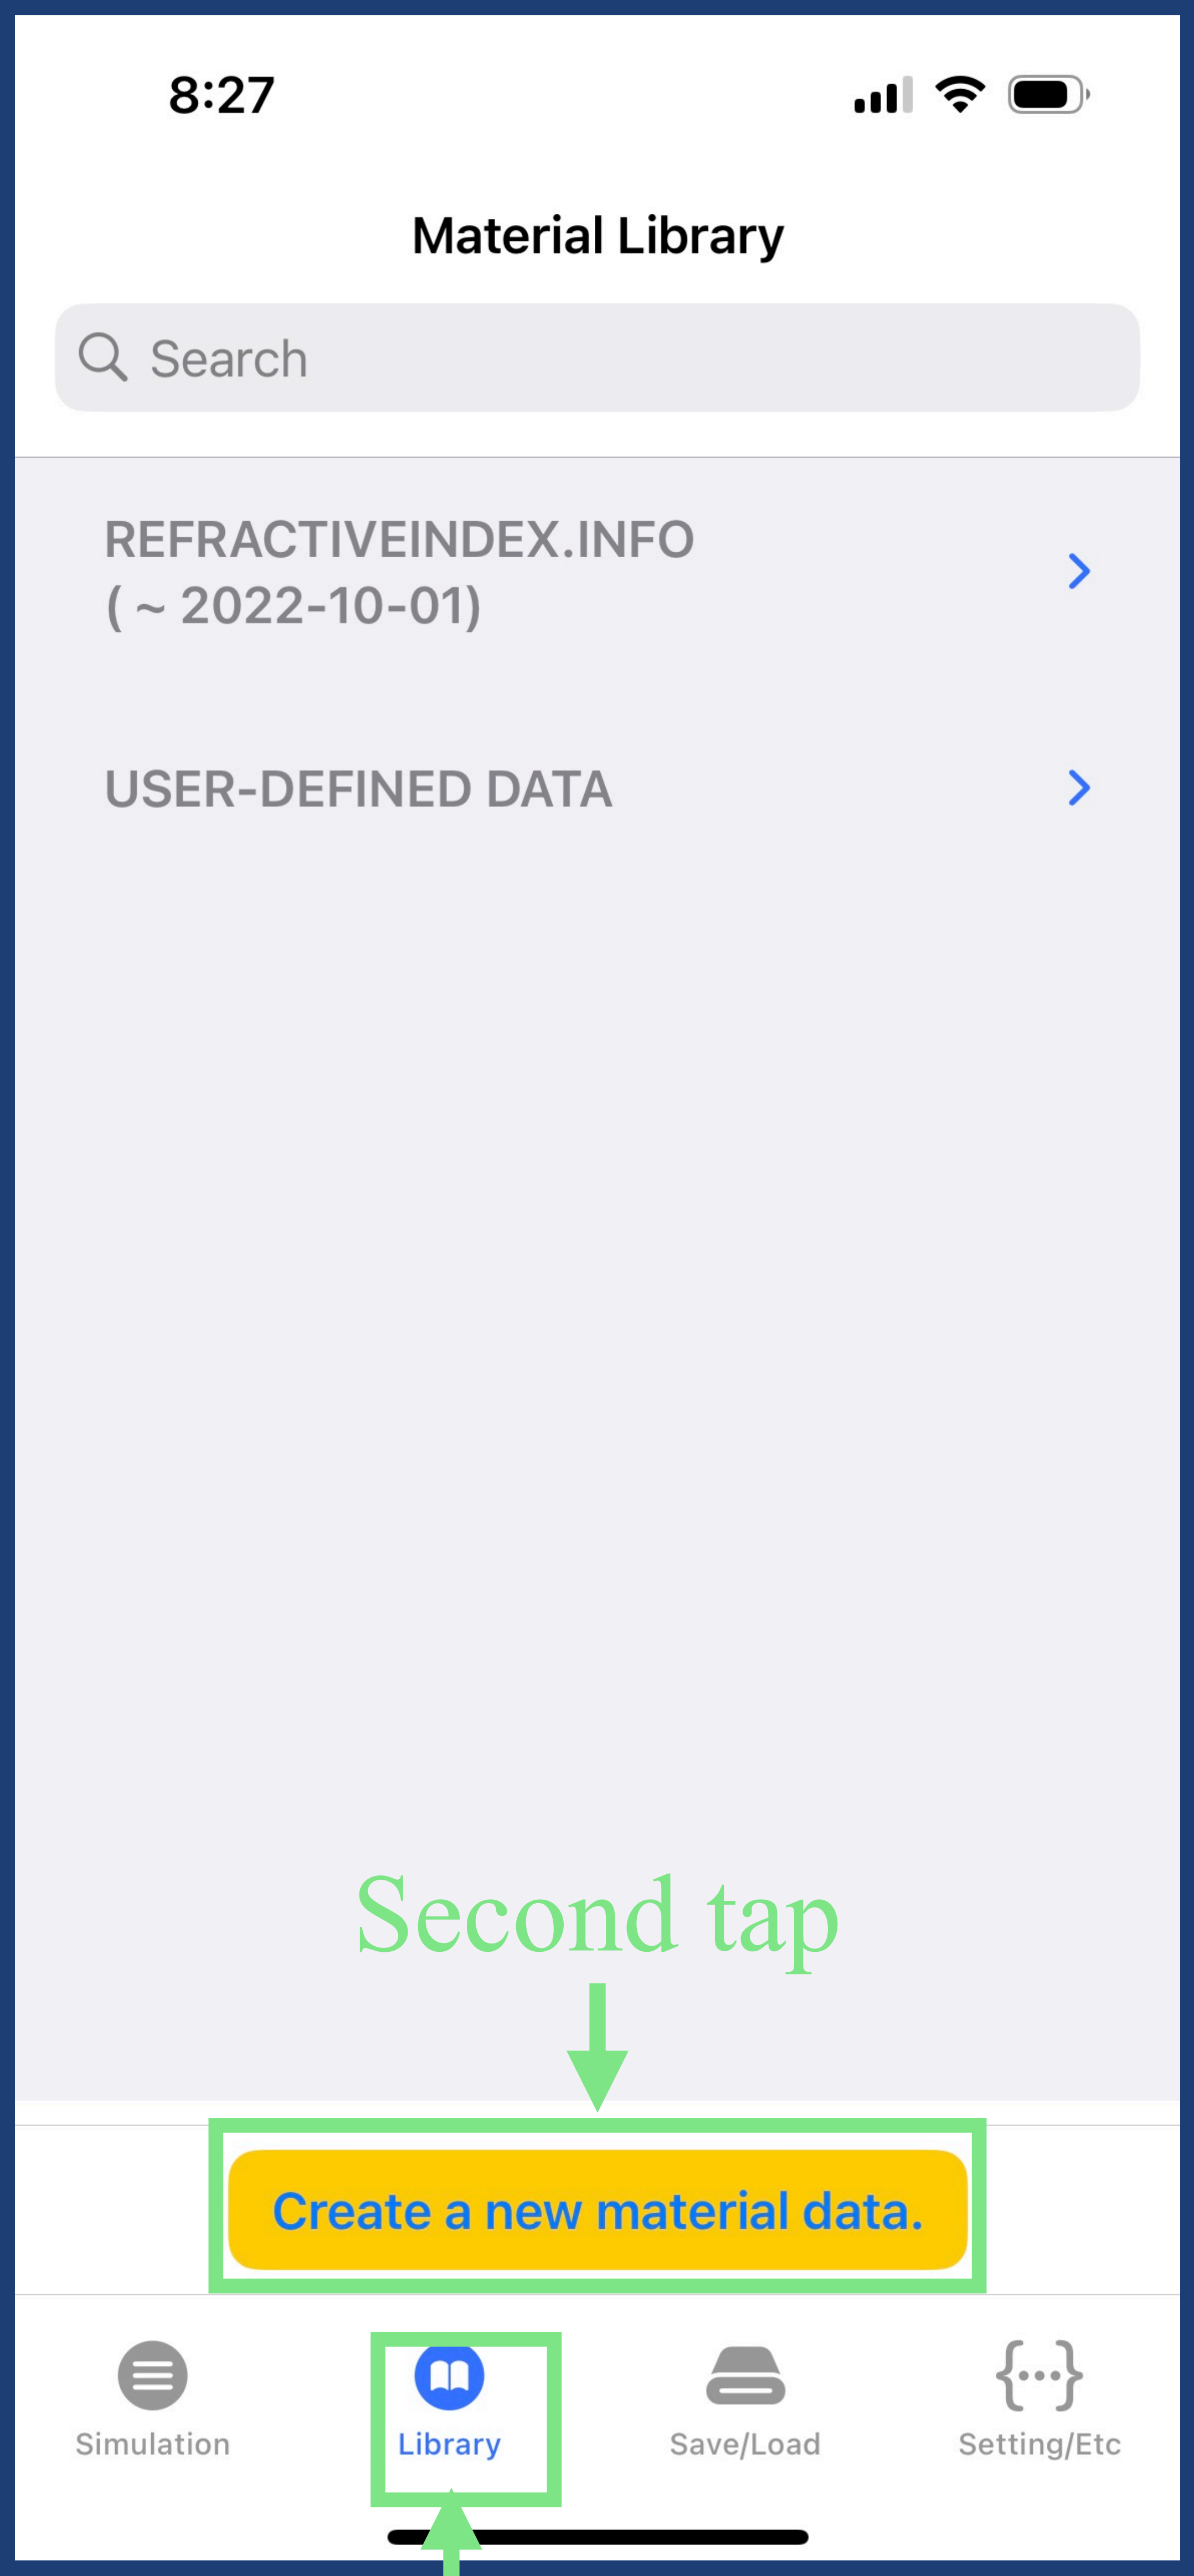 8:27
Material Library
Search
REFRACTIVEINDEX.INFO
( ~ 2022-10-01)
USER-DEFINED DATA
Second tap
Create a new material data.
Simulation
Library
Save/Load
Setting/Etc